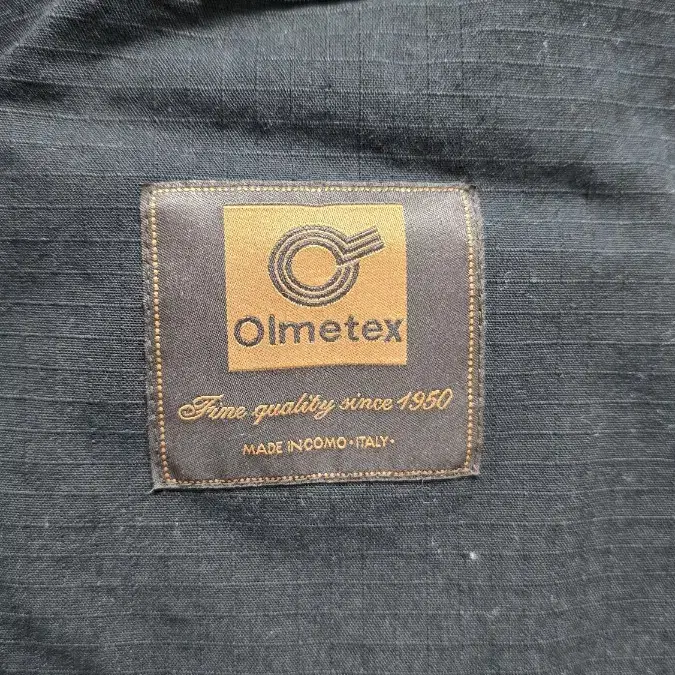 Olmetex
Fine quality since 1950
MADE IN COMO · ITALY ·